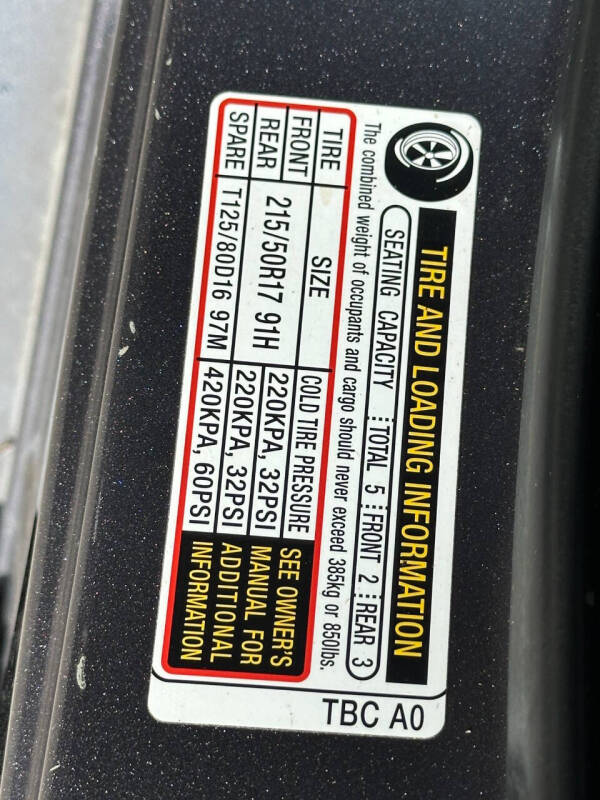 TIRE AND LOADING INFORMATION
SEATING CAPACITY TOTAL 5 FRONT 2 REAR 3
The combined weight of occupants and cargo should never exceed 385kg or 850lbs.
TIRE SIZE COLD TIRE PRESSURE
FRONT 215/50R17 91H 220KPA, 32PSI
REAR 220KPA, 32PSI
SPARE T125/80D16 97M 420KPA, 60PSI
SEE OWNER'S
MANUAL FOR
ADDITIONAL
INFORMATION
TBC A0